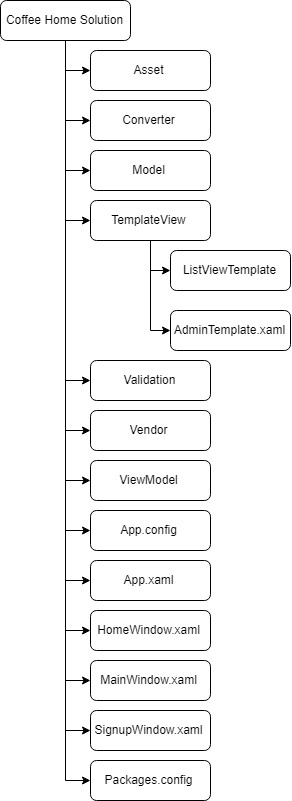 Coffee Home Solution
Asset
Converter
Model
TemplateView
ListViewTemplate
AdminTemplate.xaml
Validation
Vendor
ViewModel
App.config
App.xaml
HomeWindow.xaml
MainWindow.xaml
SignupWindow.xaml
Packages.config